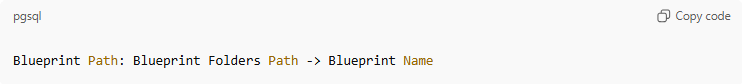 pgsql
Copy code
Blueprint Path: Blueprint Folders Path -> Blueprint Name